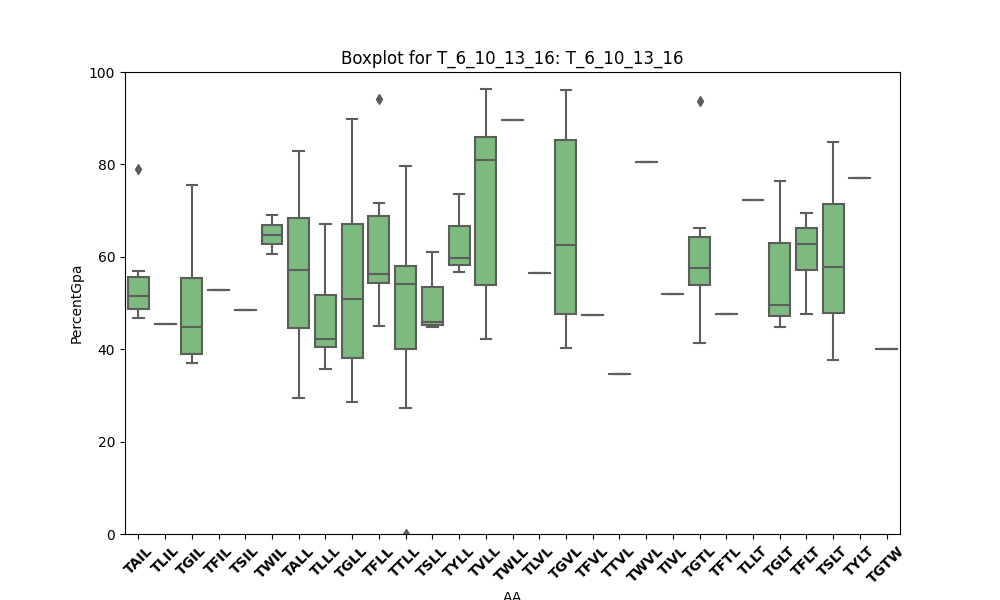 Boxplot for T_6_10_13_16: T_6_10_13_16
100
80
60
40
20
0
PercentGpa
TAIL TLIL TGIL TFIL TSIL TWIL TALL TLLL TGLL TFLL TTLL TSLL TYLL TVLL TWLL TLVL TGVL TFVL TTVL TWVL TIVL TGTL TFTL TLLT TGLT TFLT TSLT TYLT TGTW
AA